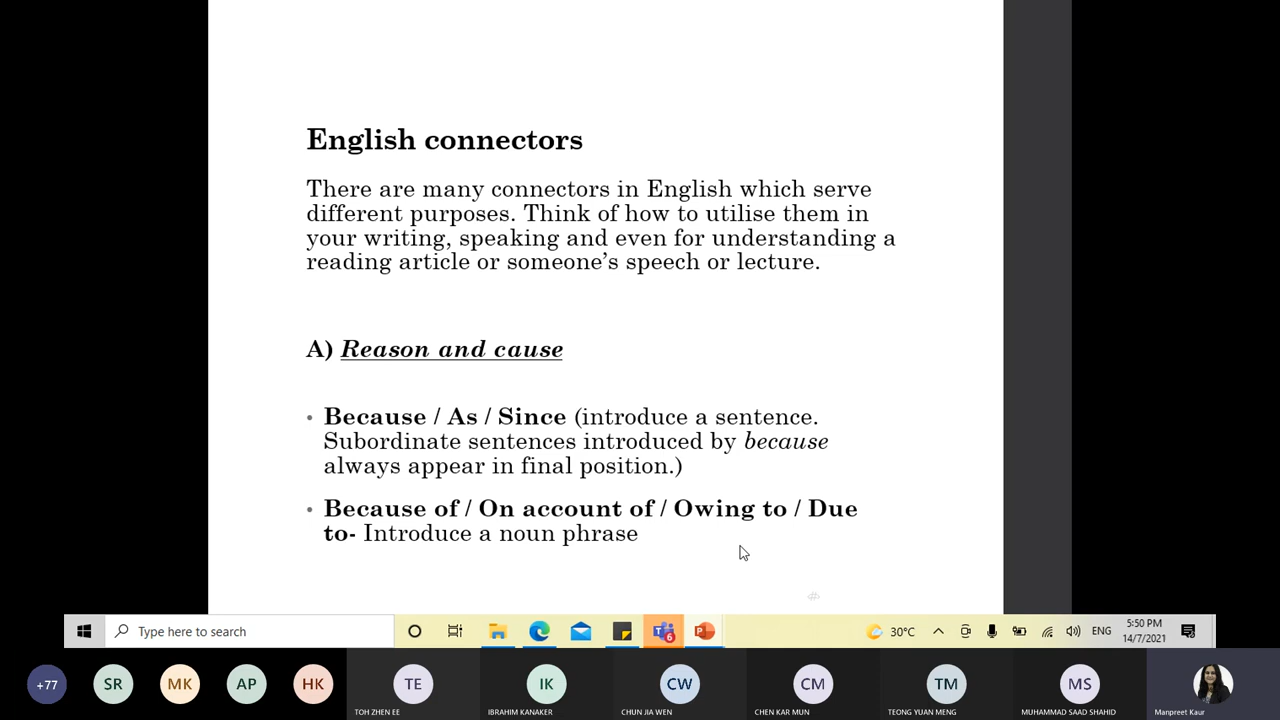 English connectors
There are many connectors in English which serve
different purposes. Think of how to utilise them in
your writing, speaking and even for understanding a
reading article or someone’s speech or lecture.
A) Reason and cause
• Because / As / Since (introduce a sentence.
Subordinate sentences introduced by because
always appear in final position.)
• Because of / On account of / Owing to / Due
to- Introduce a noun phrase
Type here to search
6
30°C
ENG
5:50 PM
14/7/2021
+77
SR
MK
AP
HK
TE
IK
CW
CM
TM
MS
TOH ZHEN EE
IBRAHIM KANAKER
CHUN JIA WEN
CHEN KAR MUN
TEONG YUAN MENG
MUHAMMAD SAAD SHAHID
Manpreet Kaur